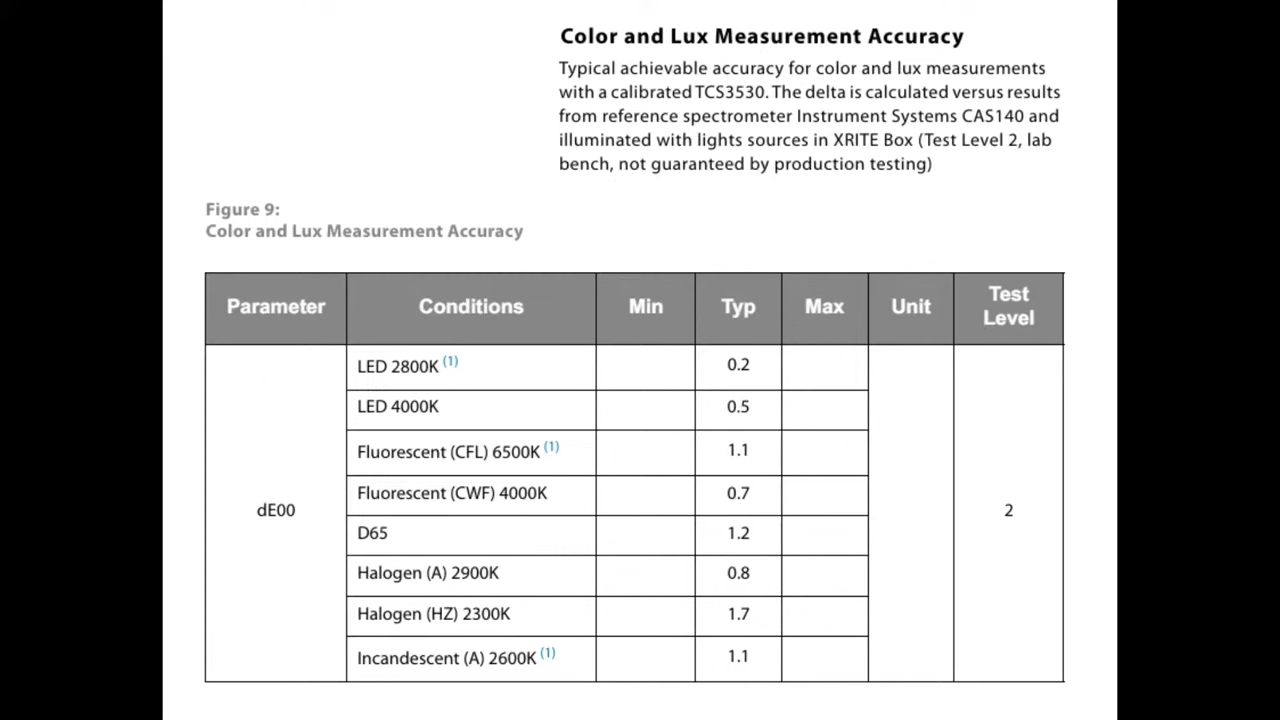 Color and Lux Measurement Accuracy
Typical achievable accuracy for color and lux measurements
with a calibrated TCS3530. The delta is calculated versus results
from reference spectrometer Instrument Systems CAS140 and
illuminated with lights sources in XRITE Box (Test Level 2, lab
bench, not guaranteed by production testing)
Figure 9:
Color and Lux Measurement Accuracy
Parameter Conditions Min Typ Max Unit Test Level
LED 2800K (1) 0.2
LED 4000K 0.5
Fluorescent (CFL) 6500K (1) 1.1
Fluorescent (CWF) 4000K 0.7
dE00 2
D65 1.2
Halogen (A) 2900K 0.8
Halogen (HZ) 2300K 1.7
Incandescent (A) 2600K (1) 1.1